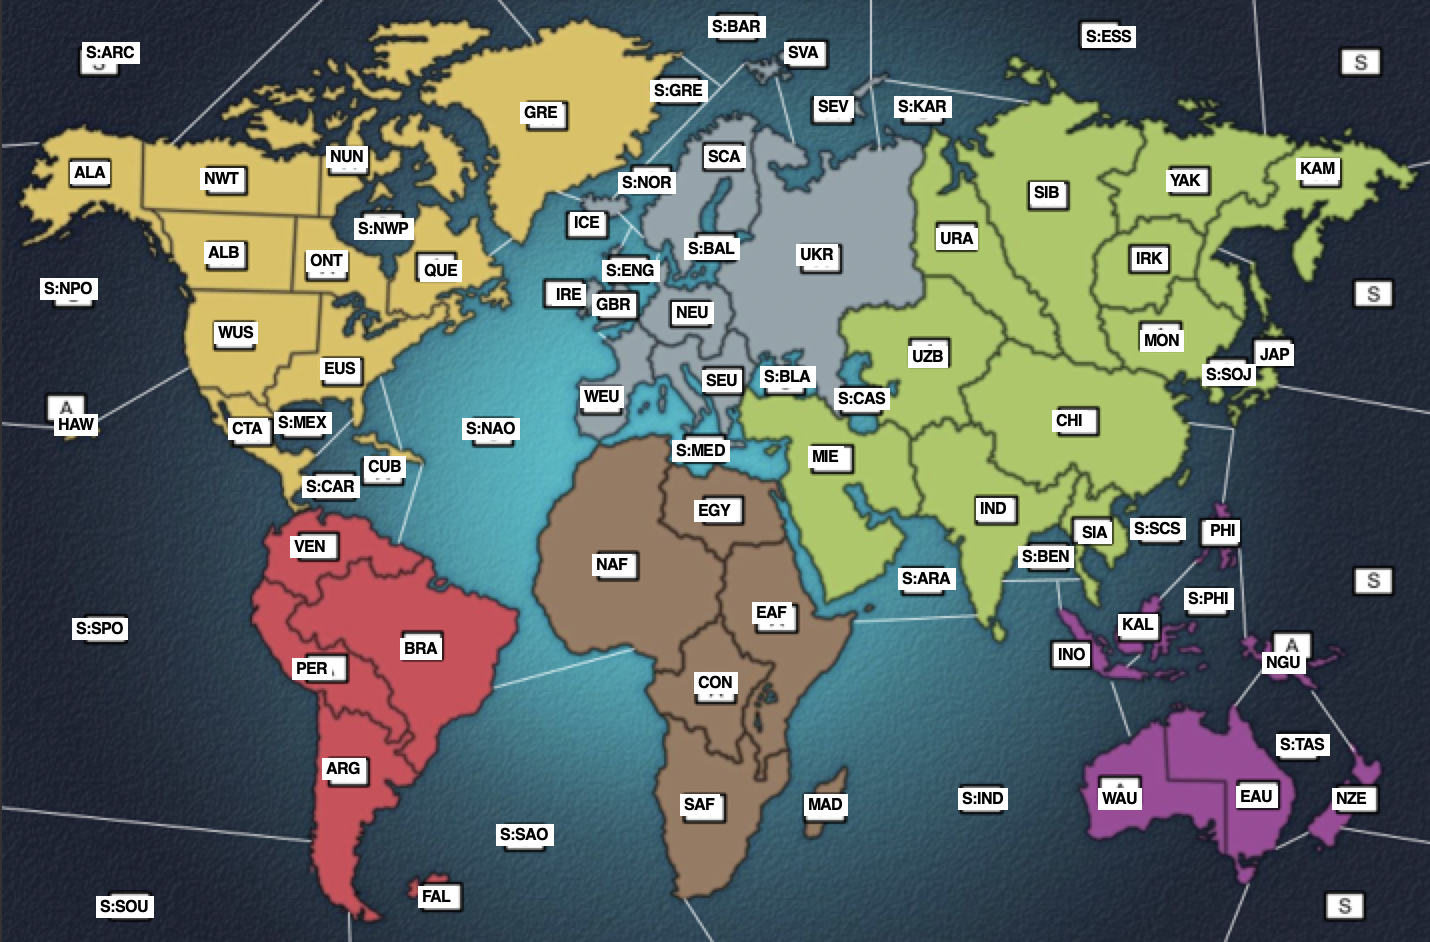 S:BAR
S:ESS
S:ARC
S
SVA
S
S:GRE
SEV
S:KAR
GRE
SCA
NUN
ALA
NWT
S:NOR
SIB
YAK
KAM
ICE
S:NWP
ALB
ONT
QUE
S:BAL
UKR
URA
IRK
S:ENG
S:NPO
IRE
GBR
S
WUS
NEU
MON
EUS
UZB
JAP
S:SOJ
SEU
S:BLA
WEU
S:CAS
A
HAW
CTA
S:MEX
S:NAO
CHI
S:MED
MIE
CUB
S:CAR
EGY
IND
VEN
SIA
S:SCS
PHI
S:BEN
NAF
S:ARA
S
S:PHI
EAF
KAL
S:SPO
BRA
INO
A
NGU
PER
CON
S:TAS
ARG
SAF
MAD
S:IND
WAU
EAU
NZE
S:SAO
FAL
S:SOU
S